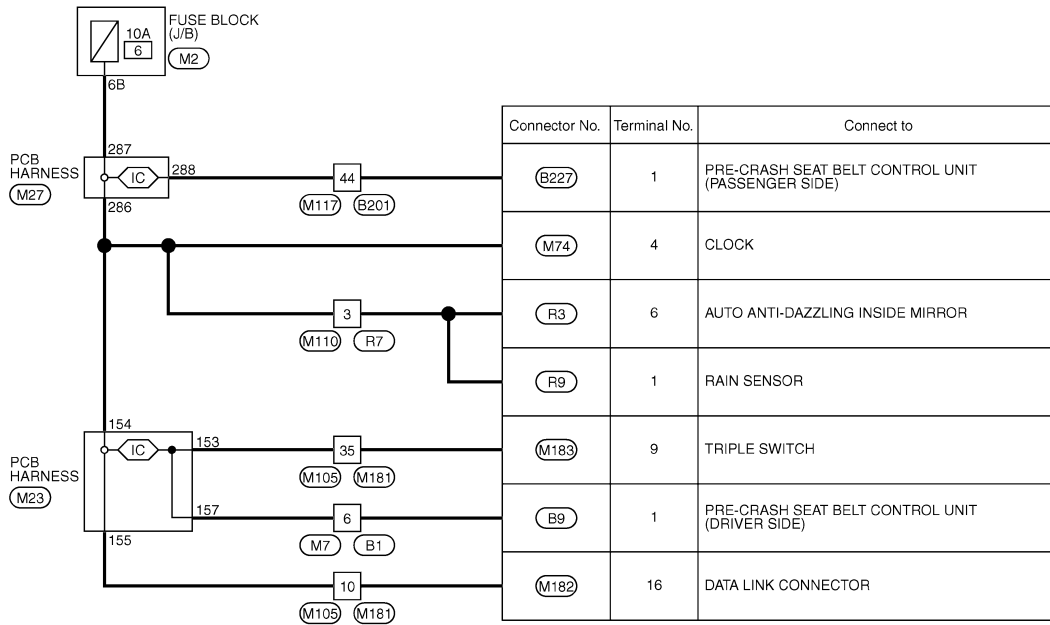 10A
6
FUSE BLOCK
(J/B)
M2
6B
Connector No. Terminal No. Connect to
PCB
HARNESS
M27
287
IC
288
286
44
M117 B201
B227 1 PRE-CRASH SEAT BELT CONTROL UNIT
(PASSENGER SIDE)
M74 4 CLOCK
3
M110 R7
R3 6 AUTO ANTI-DAZZLING INSIDE MIRROR
R9 1 RAIN SENSOR
PCB
HARNESS
M23
154
IC
153
35
M105 M181
M183 9 TRIPLE SWITCH
157
6
M7 B1
B9 1 PRE-CRASH SEAT BELT CONTROL UNIT
(DRIVER SIDE)
155
10
M105 M181
M182 16 DATA LINK CONNECTOR